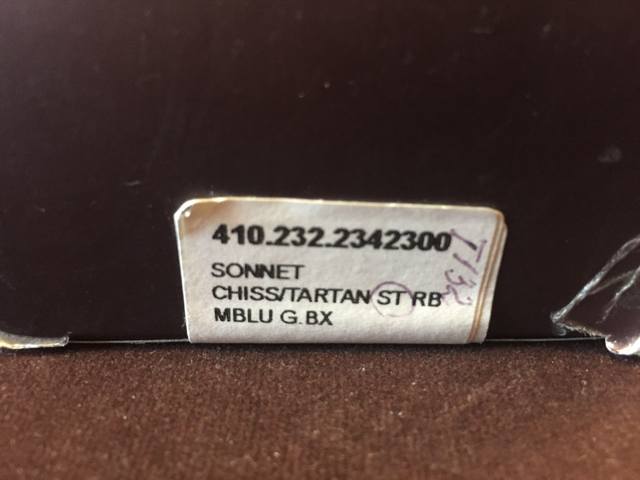 410.232.2342300
SONNET
CHISS/TARTAN ST RB
MBLU G.BX